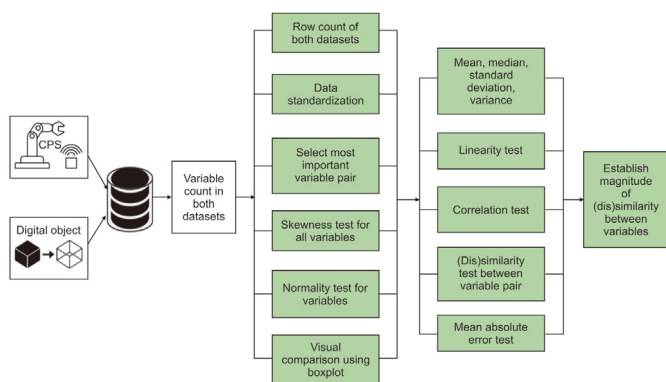 CPS
Digital object
Variable
count in
both
datasets
Row count of
both datasets
Data
standardization
Select most
important
variable pair
Skewness test for
all variables
Normality test for
variables
Visual
comparison using
boxplot
Mean, median,
standard
deviation,
variance
Linearity test
Correlation test
(Dis)similarity
test between
variable pair
Mean absolute
error test
Establish
magnitude
of
(dis)similarity
between
variables